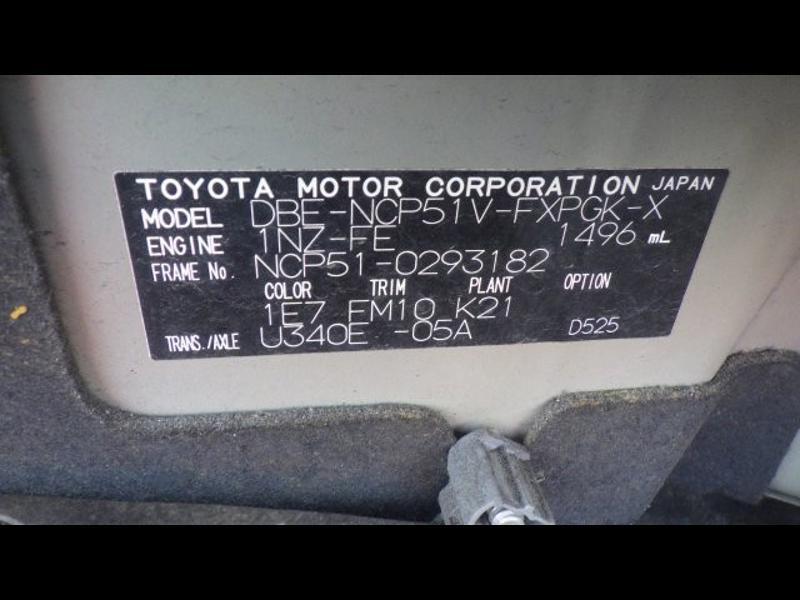 TOYOTA MOTOR CORPORATION JAPAN
MODEL DBE-NCP51V-FXPGK-X
ENGINE 1NZ-FE 1496 mL
FRAME No. NCP51-0293182
COLOR TRIM PLANT OPTION
1E7 FM10 K21
TRANS./AXLE U340E -05A D525